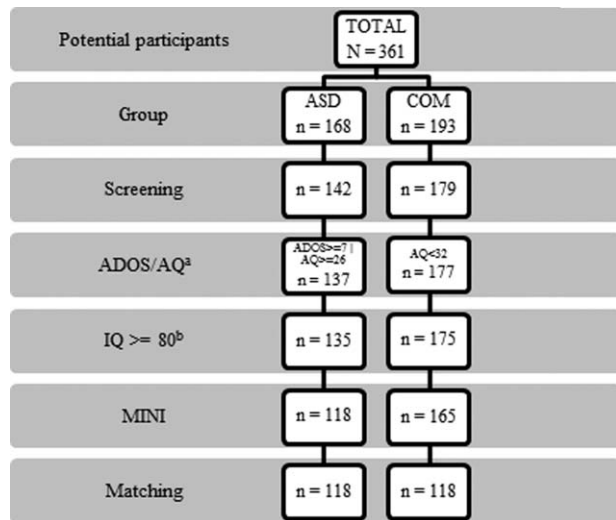 Potential participants
TOTAL
N = 361
Group
ASD
n = 168
COM
n = 193
Screening
n = 142
n = 179
ADOS/AQᵃ
ADOS>=7 |
AQ>=26
n = 137
AQ<32
n = 177
IQ >= 80ᵇ
n = 135
n = 175
MINI
n = 118
n = 165
Matching
n = 118
n = 118